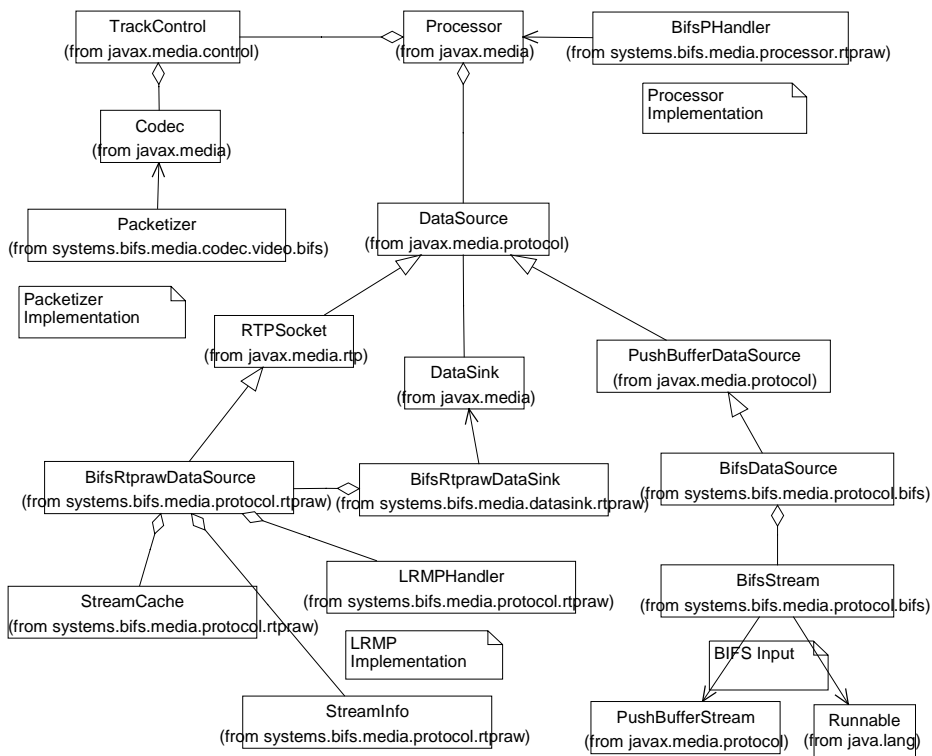 TrackControl
(from javax.media.control)
Processor
(from javax.media)
BifsPHandler
(from systems.bifs.media.processor.rtpraw)
Processor
Implementation
Codec
(from javax.media)
Packetizer
(from systems.bifs.media.codec.video.bifs)
DataSource
(from javax.media.protocol)
Packetizer
Implementation
RTPSocket
(from javax.media.rtp)
DataSink
(from javax.media)
PushBufferDataSource
(from javax.media.protocol)
BifsRtprawDataSource
(from systems.bifs.media.protocol.rtpraw)
BifsRtprawDataSink
(from systems.bifs.media.datasink.rtpraw)
BifsDataSource
(from systems.bifs.media.protocol.bifs)
StreamCache
(from systems.bifs.media.protocol.rtpraw)
LRMPHandler
(from systems.bifs.media.protocol.rtpraw)
BifsStream
(from systems.bifs.media.protocol.bifs)
LRMP
Implementation
BIFS Input
StreamInfo
(from systems.bifs.media.protocol.rtpraw)
PushBufferStream
(from javax.media.protocol)
Runnable
(from java.lang)